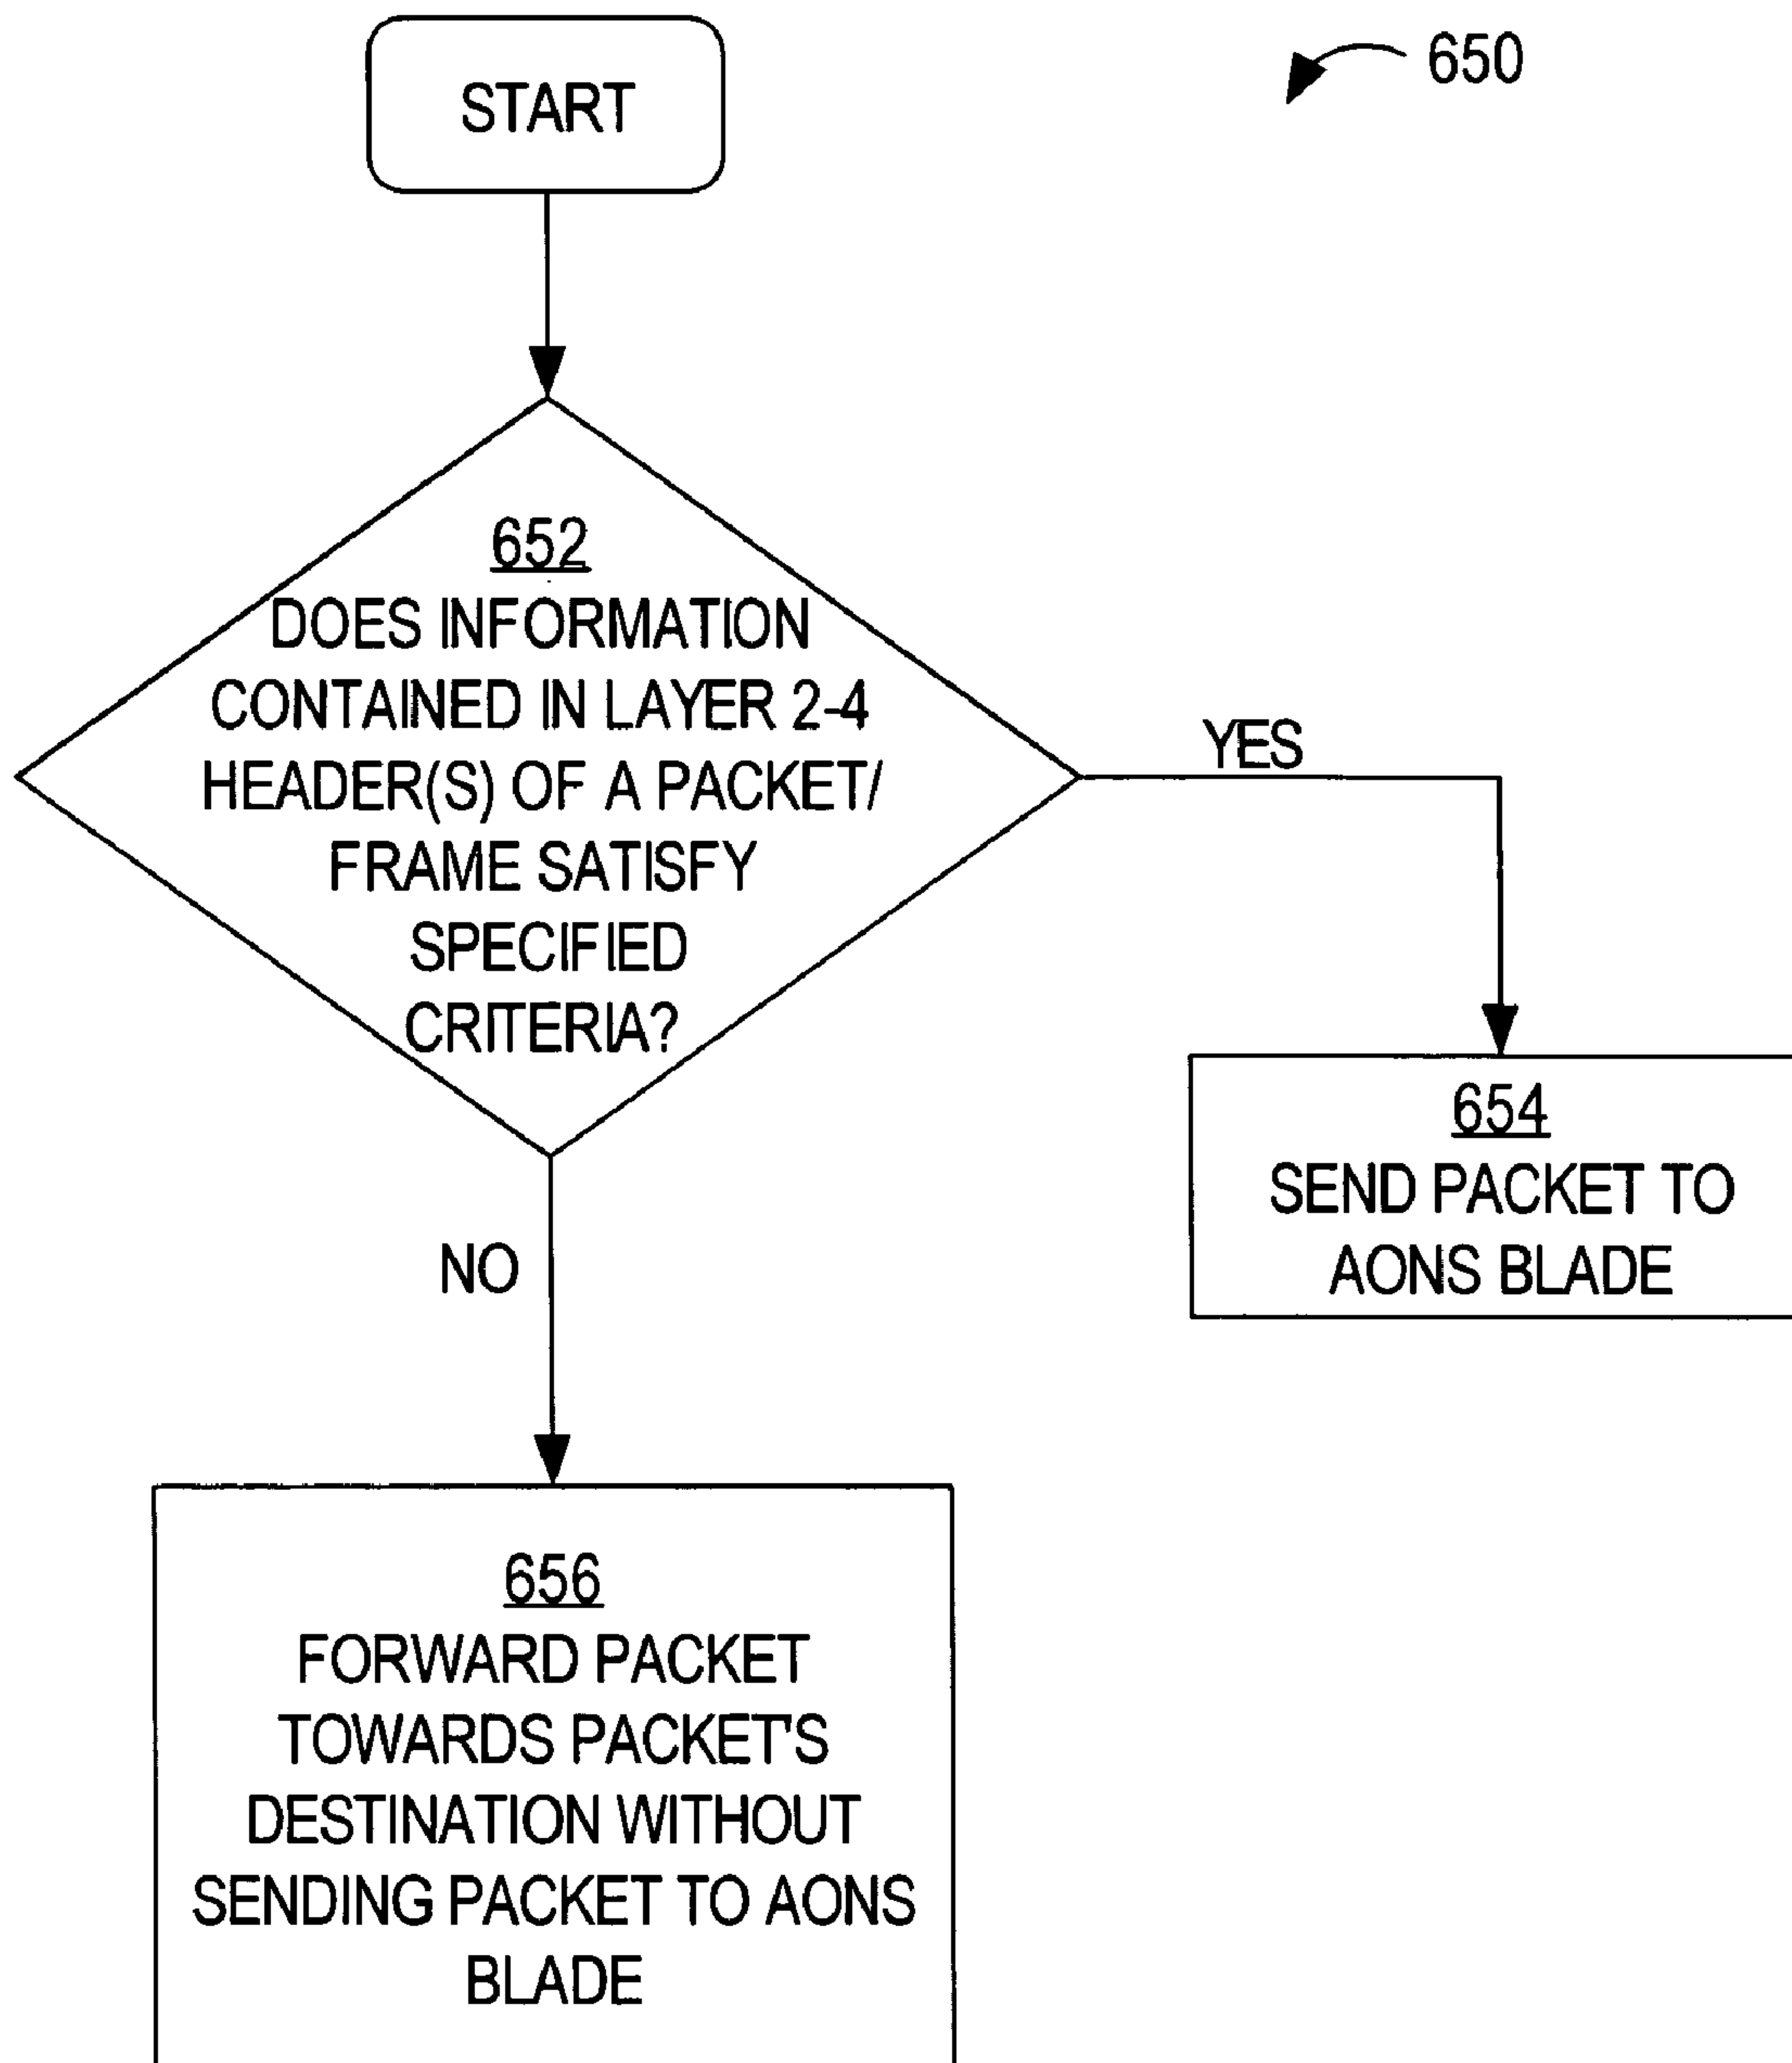 START
650
652
DOES INFORMATION
CONTAINED IN LAYER 2-4
HEADER(S) OF A PACKET/
FRAME SATISFY
SPECIFIED
CRITERIA?
YES
654
SEND PACKET TO
AONS BLADE
NO
656
FORWARD PACKET
TOWARDS PACKET'S
DESTINATION WITHOUT
SENDING PACKET TO AONS
BLADE